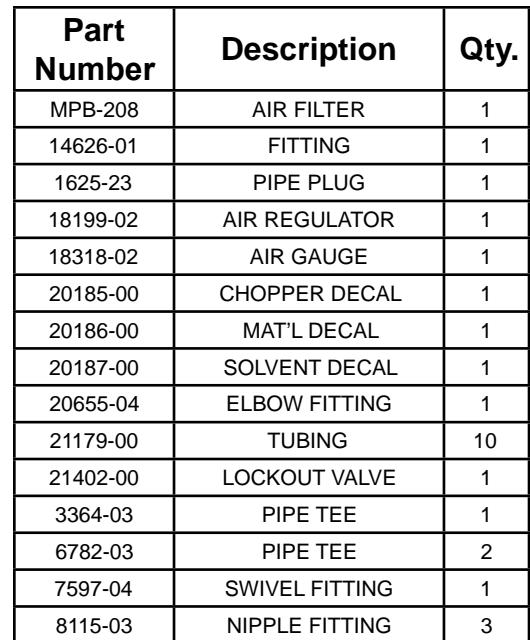 Part Number Description Qty.
MPB-208 AIR FILTER 1
14626-01 FITTING 1
1625-23 PIPE PLUG 1
18199-02 AIR REGULATOR 1
18318-02 AIR GAUGE 1
20185-00 CHOPPER DECAL 1
20186-00 MAT'L DECAL 1
20187-00 SOLVENT DECAL 1
20655-04 ELBOW FITTING 1
21179-00 TUBING 10
21402-00 LOCKOUT VALVE 1
3364-03 PIPE TEE 1
6782-03 PIPE TEE 2
7597-04 SWIVEL FITTING 1
8115-03 NIPPLE FITTING 3